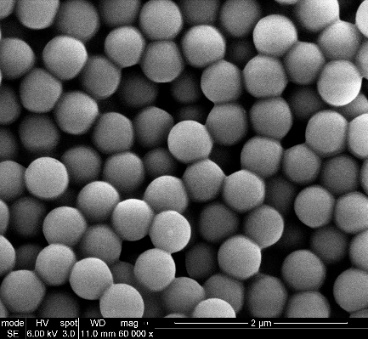 mode HV spot WD mag 2 µm
SE 6.00 kV 3.0 11.0 mm 60 000 x